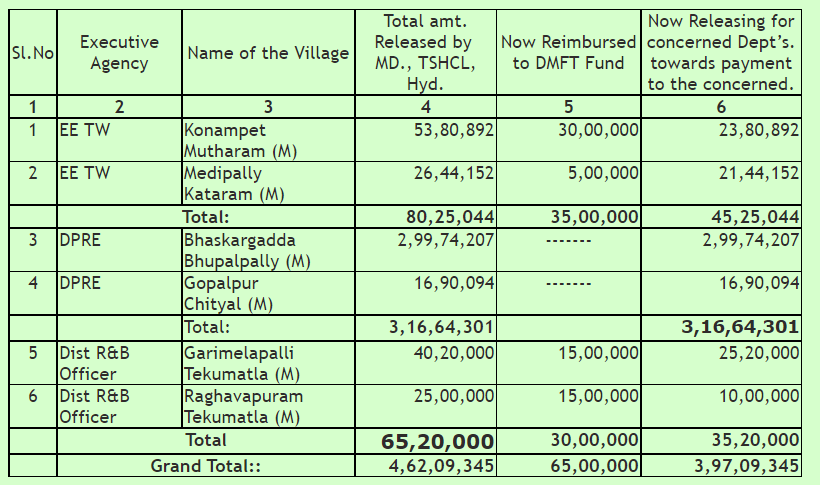 Sl.No | Executive Agency | Name of the Village | Total amt. Released by MD., TSHCL, Hyd. | Now Reimbursed to DMFT Fund | Now Releasing for concerned Dept's. towards payment to the concerned.
1 | 2 | 3 | 4 | 5 | 6
1 | EE TW | Konampet Mutharam (M) | 53,80,892 | 30,00,000 | 23,80,892
2 | EE TW | Medipally Kataram (M) | 26,44,152 | 5,00,000 | 21,44,152
Total: | 80,25,044 | 35,00,000 | 45,25,044
3 | DPRE | Bhaskargadda Bhupalpally (M) | 2,99,74,207 | ------- | 2,99,74,207
4 | DPRE | Gopalpur Chityal (M) | 16,90,094 | ------- | 16,90,094
Total: | 3,16,64,301 | 3,16,64,301
5 | Dist R&B Officer | Garimelapalli Tekumatla (M) | 40,20,000 | 15,00,000 | 25,20,000
6 | Dist R&B Officer | Raghavapuram Tekumatla (M) | 25,00,000 | 15,00,000 | 10,00,000
Total | 65,20,000 | 30,00,000 | 35,20,000
Grand Total:: | 4,62,09,345 | 65,00,000 | 3,97,09,345